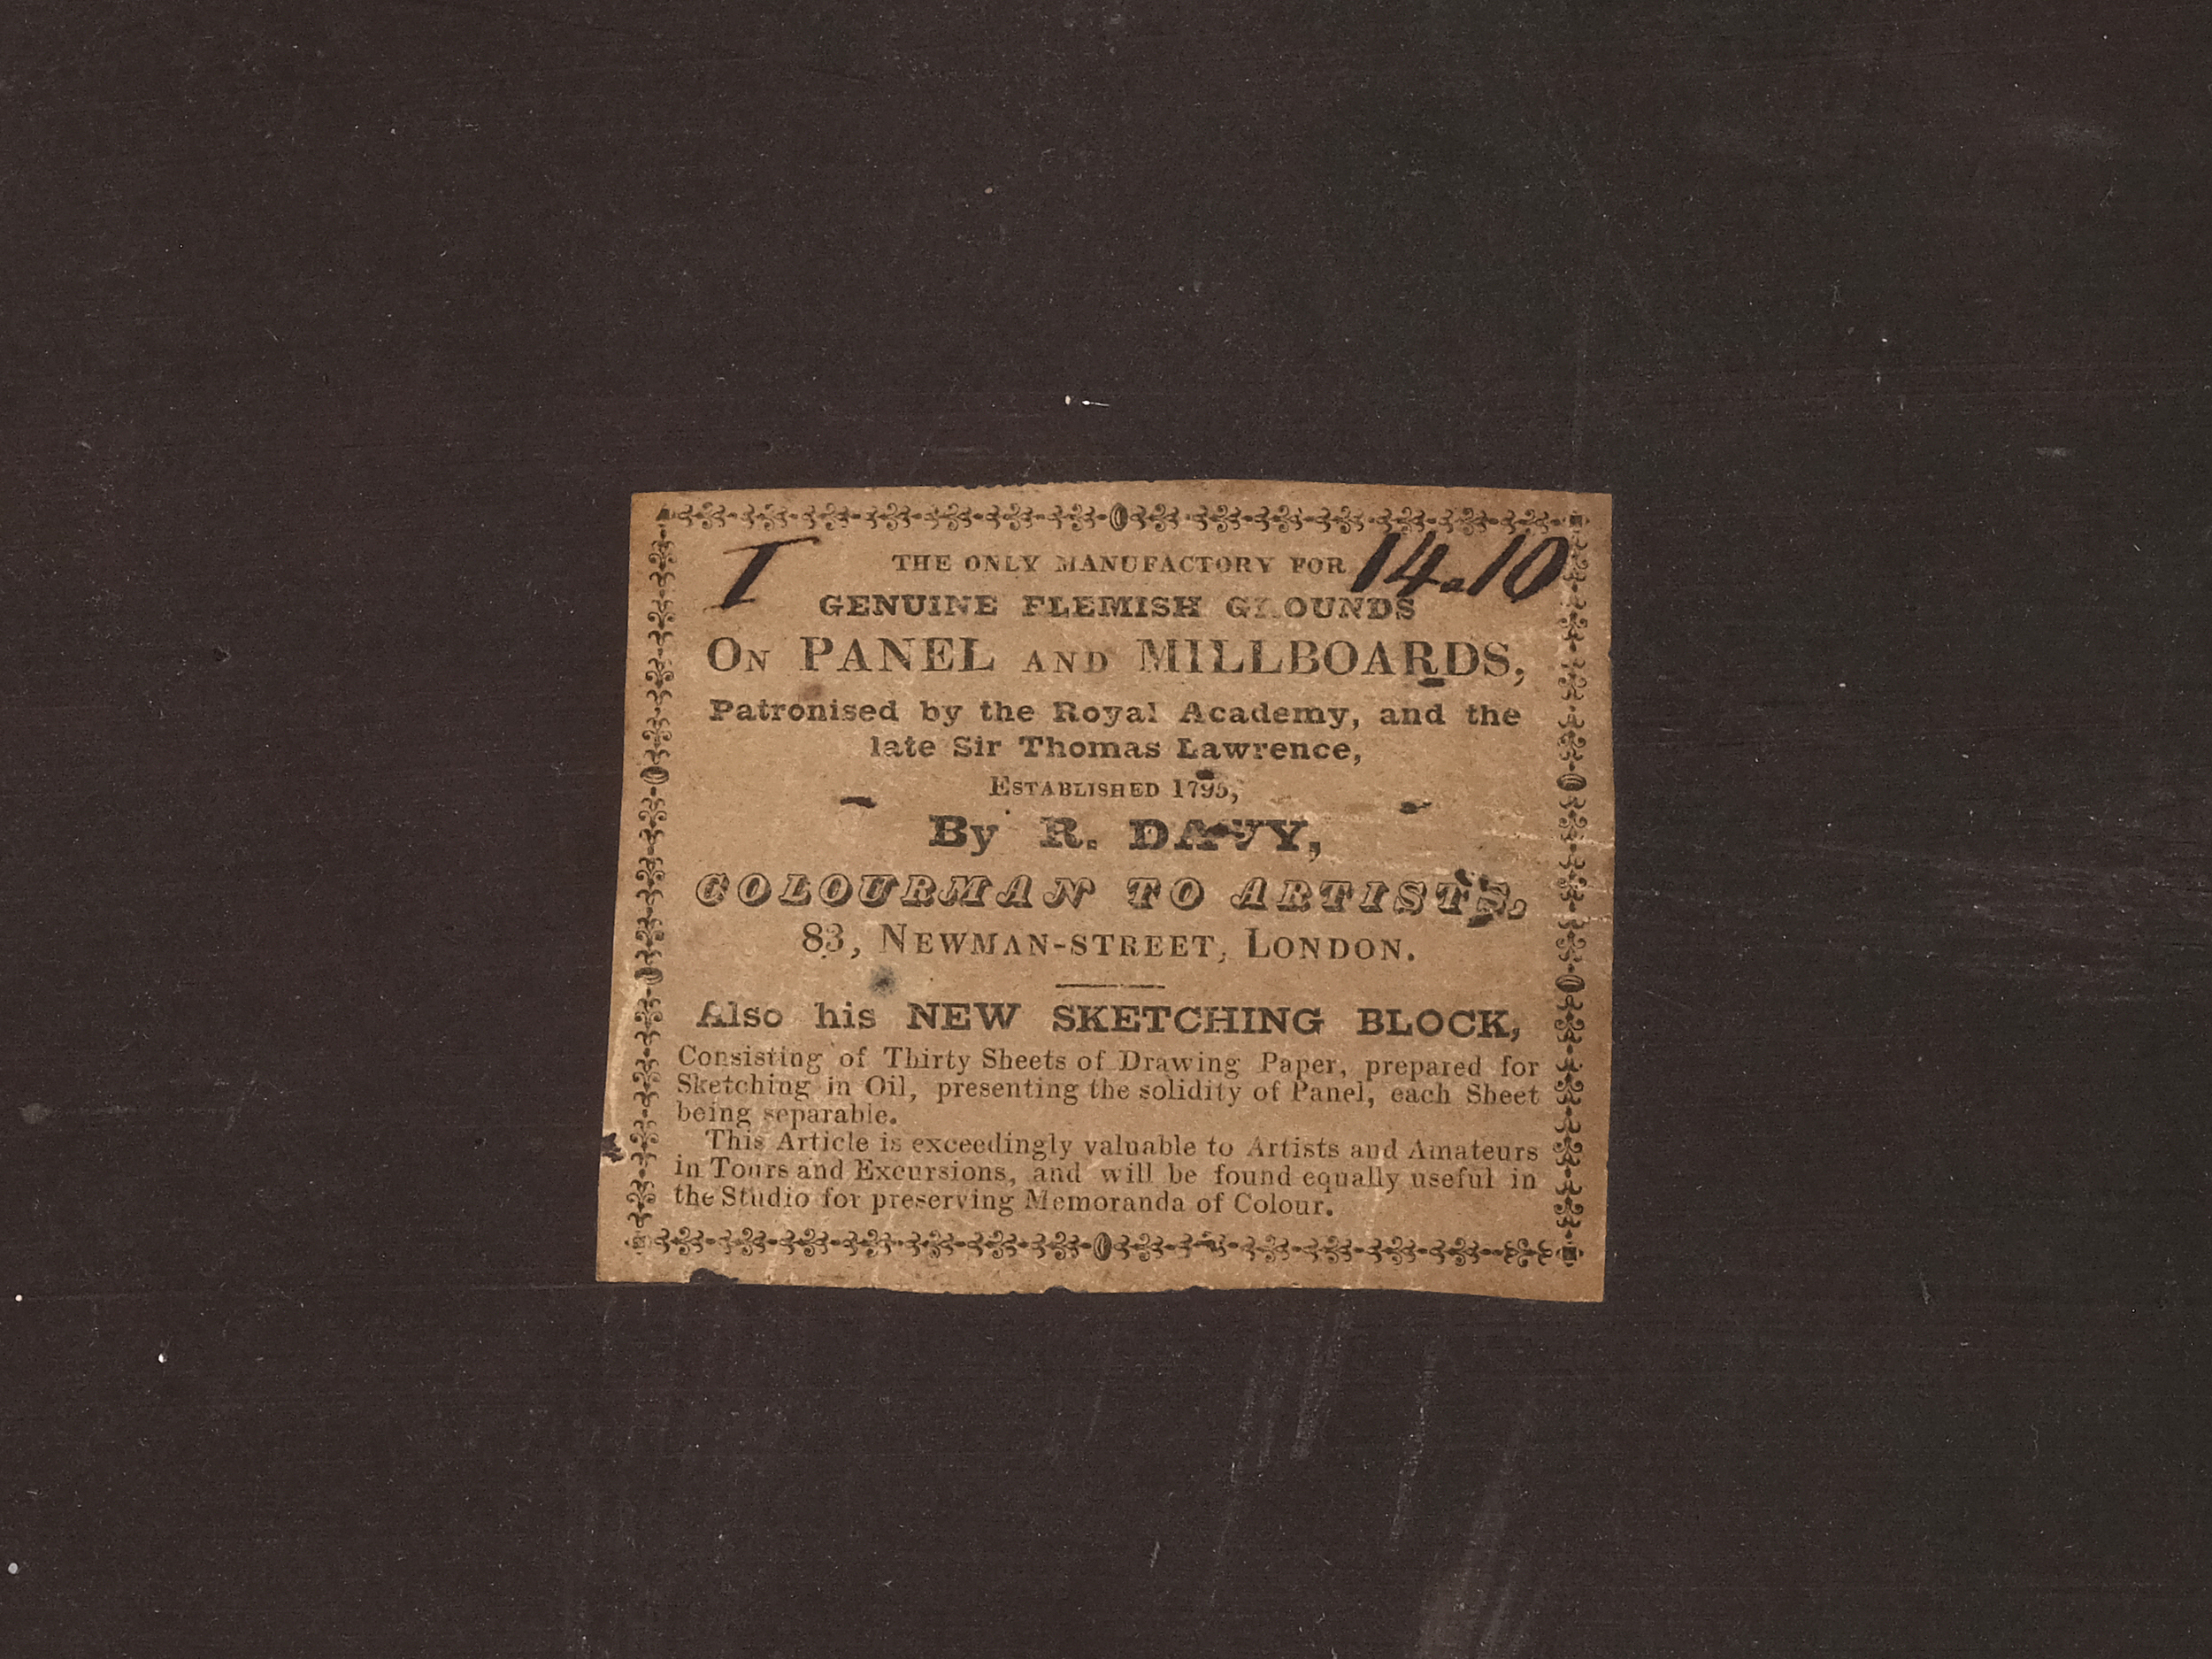 I
THE ONLY MANUFACTORY FOR 14.10
GENUINE FLEMISH GROUNDS
On PANEL AND MILLBOARDS,
Patronised by the Royal Academy, and the
late Sir Thomas Lawrence,
ESTABLISHED 1795,
By R. DAVY,
COLOURMAN TO ARTISTS,
83, NEWMAN-STREET, LONDON.
Also his NEW SKETCHING BLOCK,
Consisting of Thirty Sheets of Drawing Paper, prepared for
Sketching in Oil, presenting the solidity of Panel, each Sheet
being separable.
This Article is exceedingly valuable to Artists and Amateurs
in Tours and Excursions, and will be found equally useful in
the Studio for preserving Memoranda of Colour.